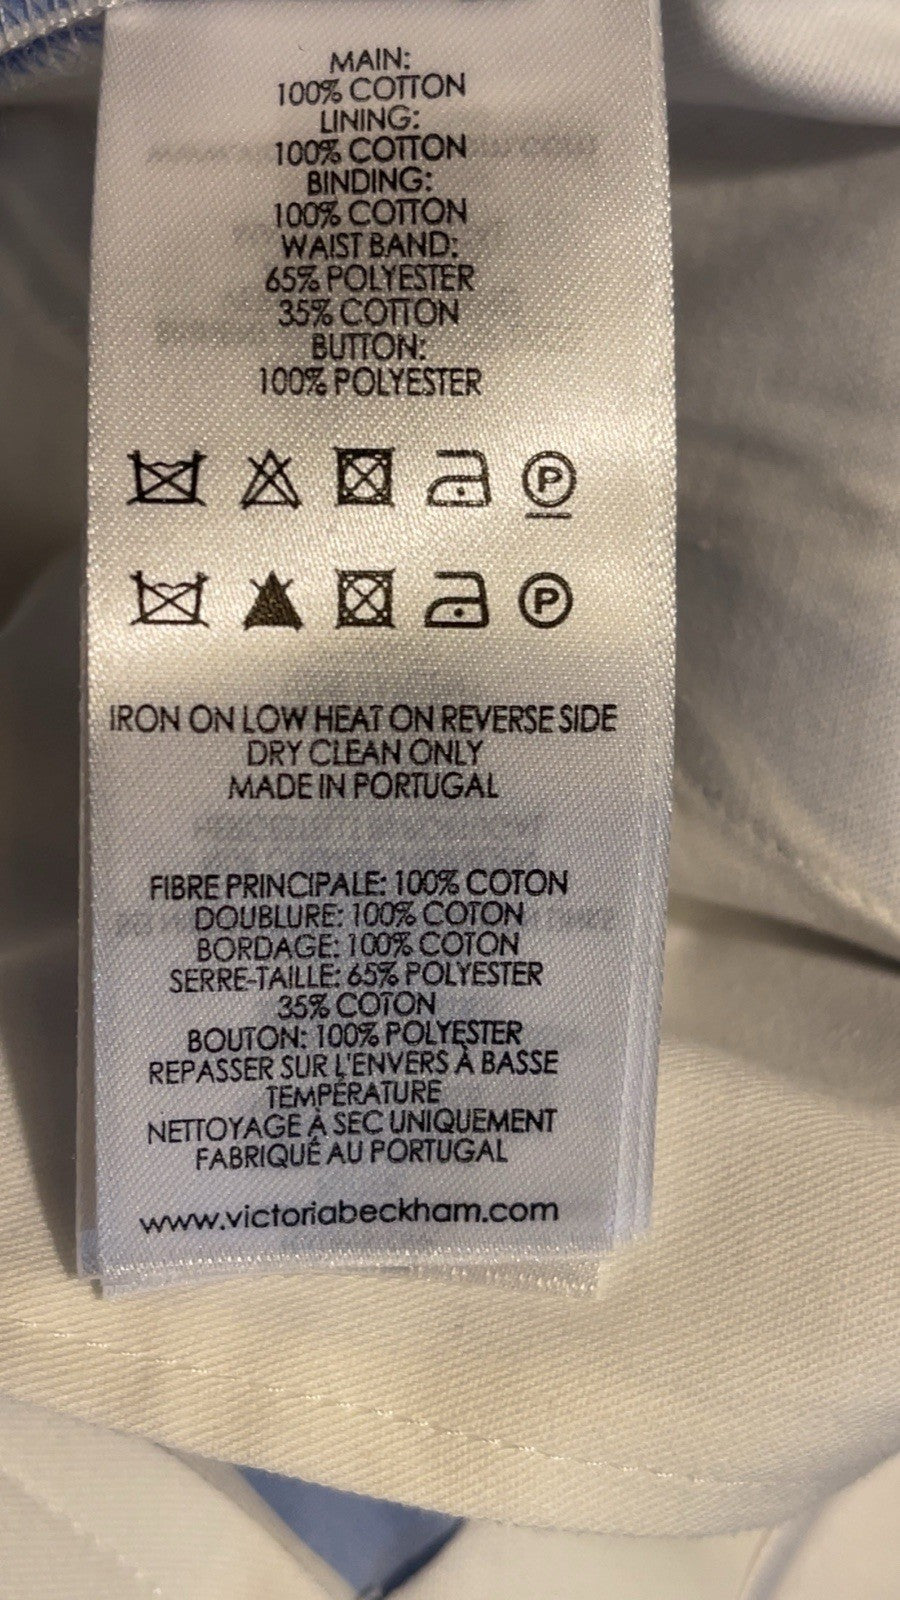 MAIN:
100% COTTON
LINING:
100% COTTON
BINDING:
100% COTTON
WAIST BAND:
65% POLYESTER
35% COTTON
BUTTON:
100% POLYESTER
P
P
IRON ON LOW HEAT ON REVERSE SIDE
DRY CLEAN ONLY
MADE IN PORTUGAL
FIBRE PRINCIPALE: 100% COTON
DOUBLURE: 100% COTON
BORDAGE: 100% COTON
SERRE-TAILLE: 65% POLYESTER
35% COTON
BOUTON: 100% POLYESTER
REPASSER SUR L'ENVERS À BASSE
TEMPÉRATURE
NETTOYAGE À SEC UNIQUEMENT
FABRIQUÉ AU PORTUGAL
www.victoriabeckham.com